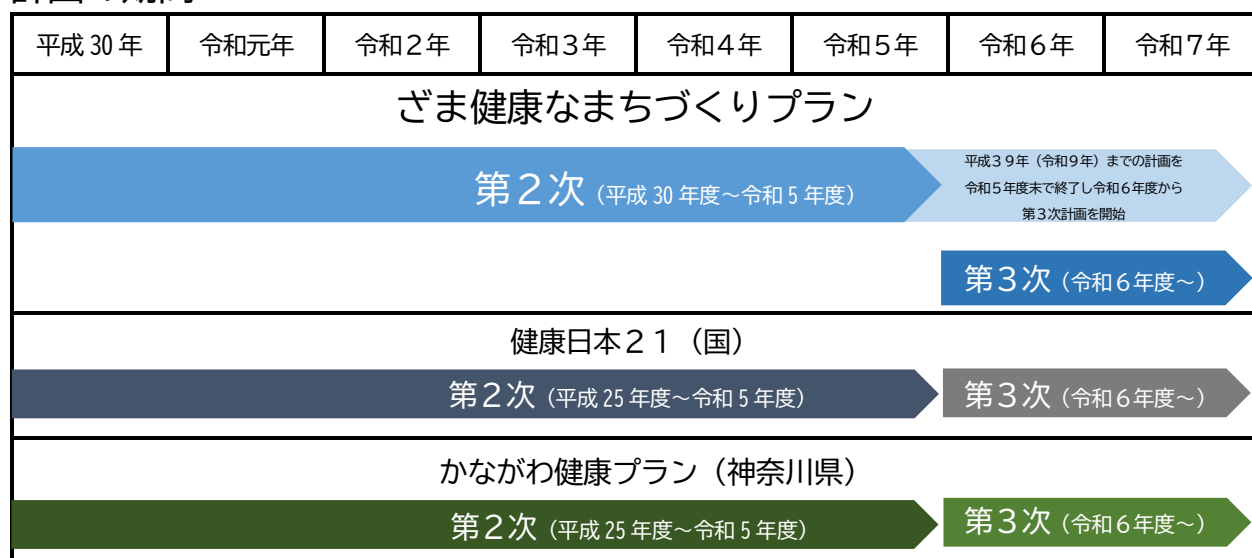 平成30年 令和元年 令和2年 令和3年 令和4年 令和5年 令和6年 令和7年
ざま健康なまちづくりプラン
第2次（平成30年度～令和5年度）
平成39年（令和9年）までの計画を
令和5年度末で終了し令和6年度から
第3次計画を開始
第3次（令和6年度～）
健康日本21（国）
第2次（平成25年度～令和5年度） 第3次（令和6年度～）
かながわ健康プラン（神奈川県）
第2次（平成25年度～令和5年度） 第3次（令和6年度～）